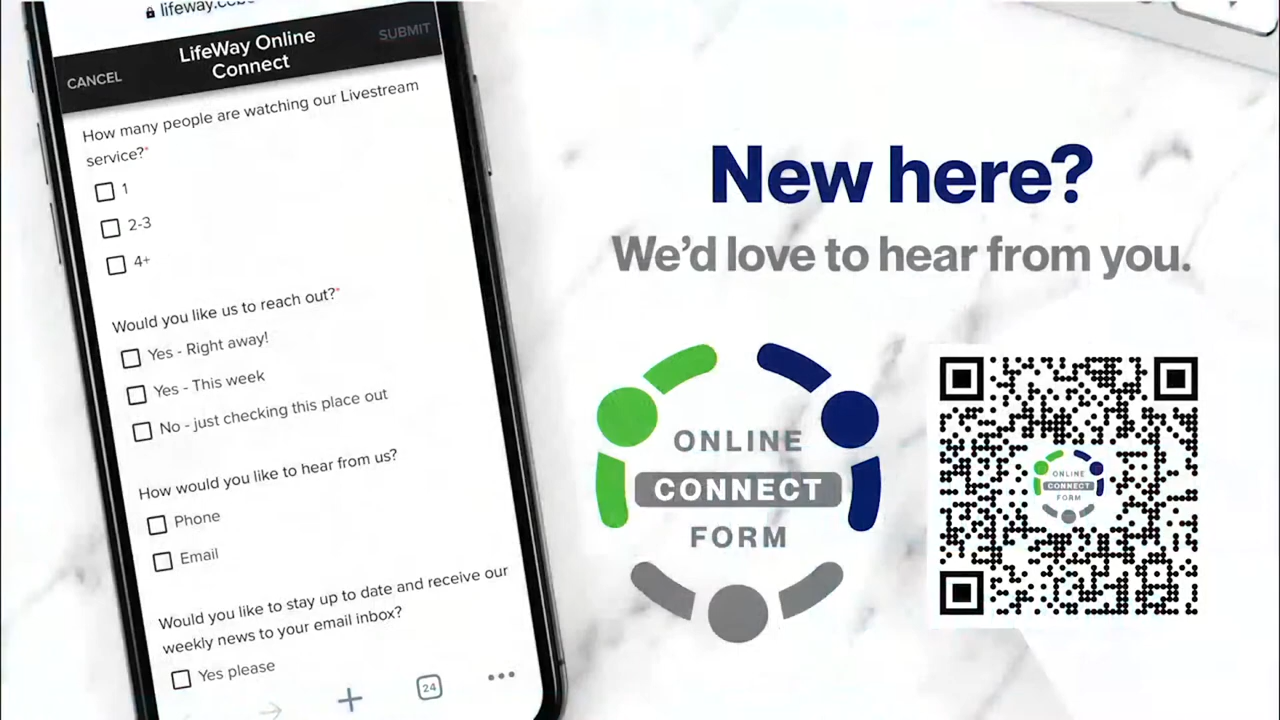 lifeway.
CANCEL
LifeWay Online
Connect
SUBMIT
How many people are watching our Livestream
service?*
1
2-3
4+
Would you like us to reach out?*
Yes - Right away!
Yes - This week
No - just checking this place out
How would you like to hear from us?
Phone
Email
Would you like to stay up to date and receive our
weekly news to your email inbox?
Yes please
24
New here?
We'd love to hear from you.
ONLINE
CONNECT
FORM
ONLINE
CONNECT
FORM